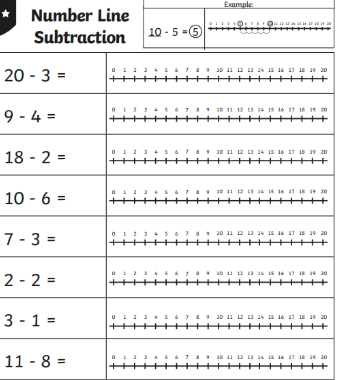 Number Line
Subtraction
Example:
10 - 5 = 5
0 1 2 3 4 5 6 7 8 9 10 11 12 13 14 15 16 17 18 19 20
20 - 3 =
0 1 2 3 4 5 6 7 8 9 10 11 12 13 14 15 16 17 18 19 20
9 - 4 =
0 1 2 3 4 5 6 7 8 9 10 11 12 13 14 15 16 17 18 19 20
18 - 2 =
0 1 2 3 4 5 6 7 8 9 10 11 12 13 14 15 16 17 18 19 20
10 - 6 =
0 1 2 3 4 5 6 7 8 9 10 11 12 13 14 15 16 17 18 19 20
7 - 3 =
0 1 2 3 4 5 6 7 8 9 10 11 12 13 14 15 16 17 18 19 20
2 - 2 =
0 1 2 3 4 5 6 7 8 9 10 11 12 13 14 15 16 17 18 19 20
3 - 1 =
0 1 2 3 4 5 6 7 8 9 10 11 12 13 14 15 16 17 18 19 20
11 - 8 =
0 1 2 3 4 5 6 7 8 9 10 11 12 13 14 15 16 17 18 19 20